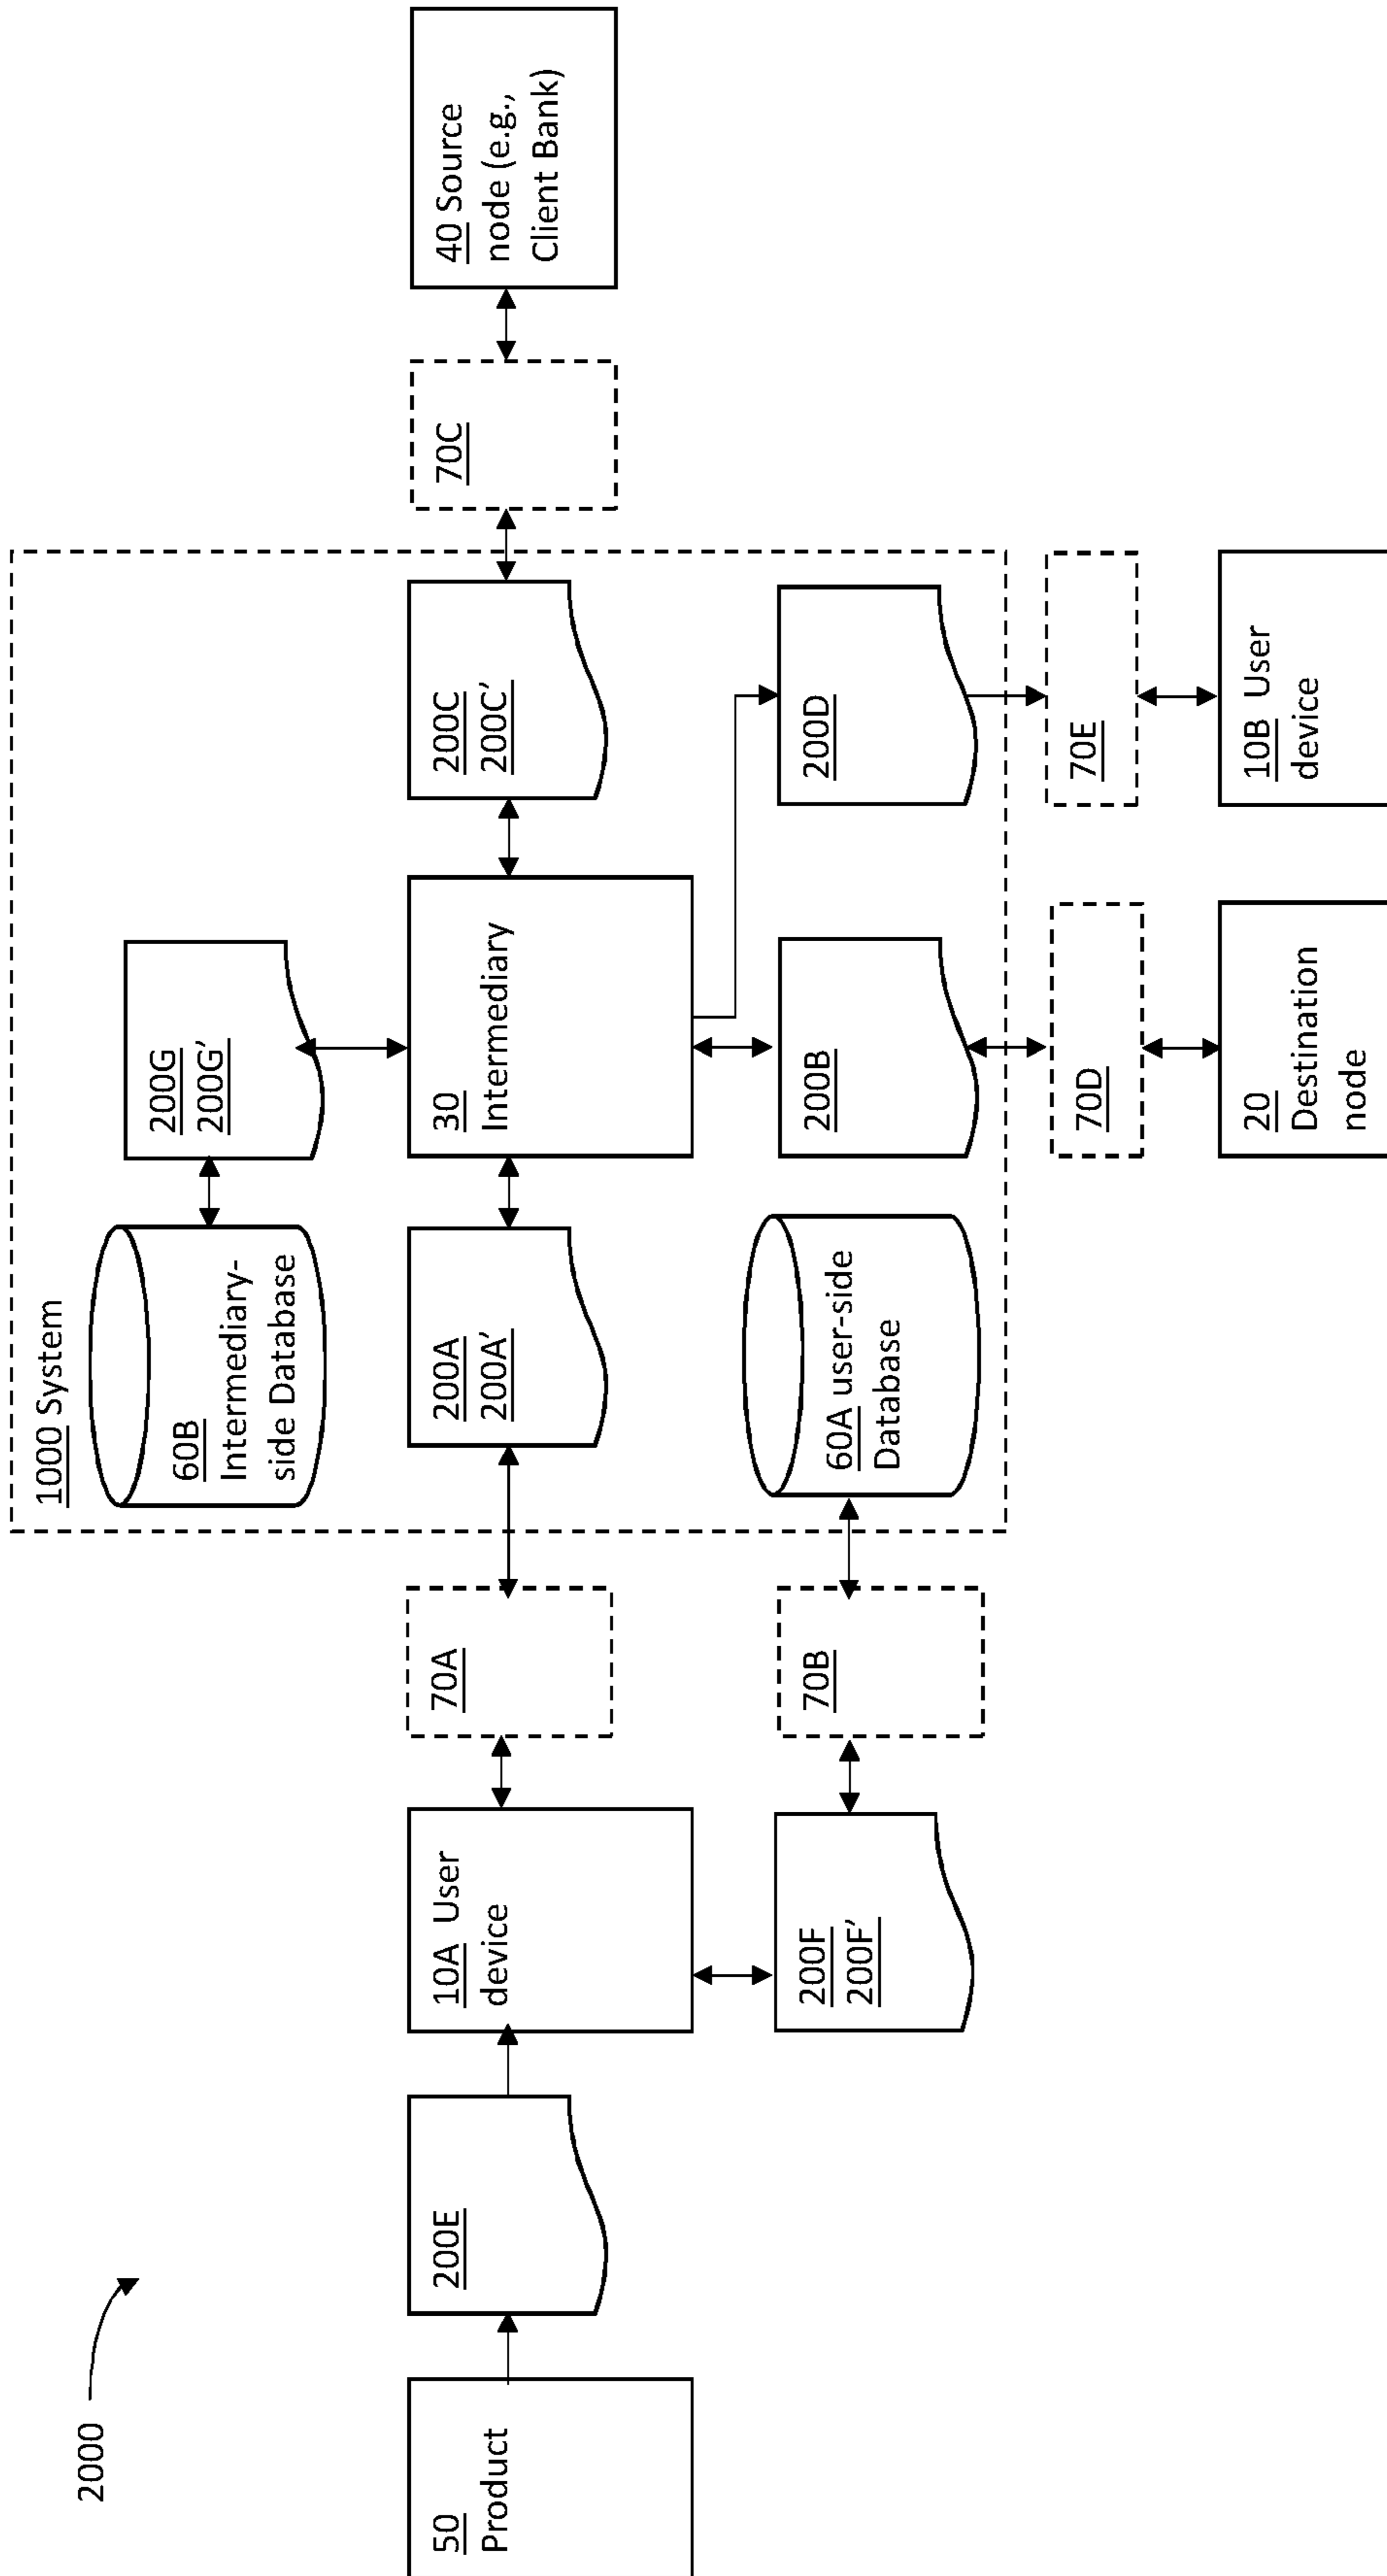 2000
1000 System
60B
Intermediary-
side Database
200G
200G’
50
Product
200E
10A User
device
70A
200A
200A’
30
Intermediary
200C
200C’
70C
40 Source
node (e.g.,
Client Bank)
200F
200F’
70B
60A user-side
Database
200B
200D
70D
70E
20
Destination
node
10B User
device